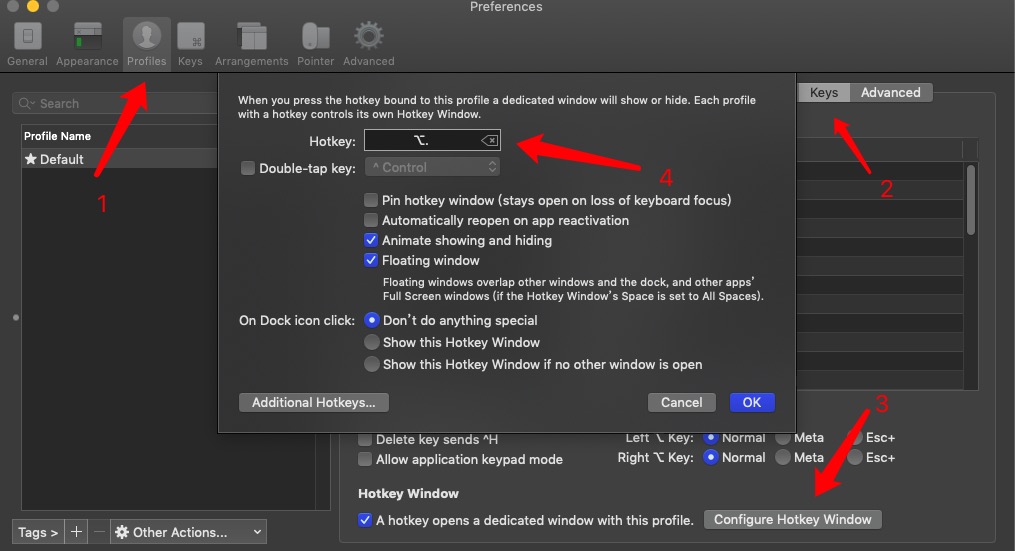 Preferences
General Appearance Profiles Keys Arrangements Pointer Advanced
Search
Profile Name
Default
Keys Advanced
When you press the hotkey bound to this profile a dedicated window will show or hide. Each profile
with a hotkey controls its own Hotkey Window.
Hotkey: ⌥.
Double-tap key: ^ Control
Pin hotkey window (stays open on loss of keyboard focus)
Automatically reopen on app reactivation
Animate showing and hiding
Floating window
Floating windows overlap other windows and the dock, and other apps'
Full Screen windows (if the Hotkey Window's Space is set to All Spaces).
On Dock icon click: Don't do anything special
Show this Hotkey Window
Show this Hotkey Window if no other window is open
Additional Hotkeys... Cancel OK
1
2
3
4
Delete key sends ^H
Left ⌥ Key: Normal Meta Esc+
Allow application keypad mode
Right ⌥ Key: Normal Meta Esc+
Hotkey Window
A hotkey opens a dedicated window with this profile. Configure Hotkey Window
Tags > + − Other Actions...